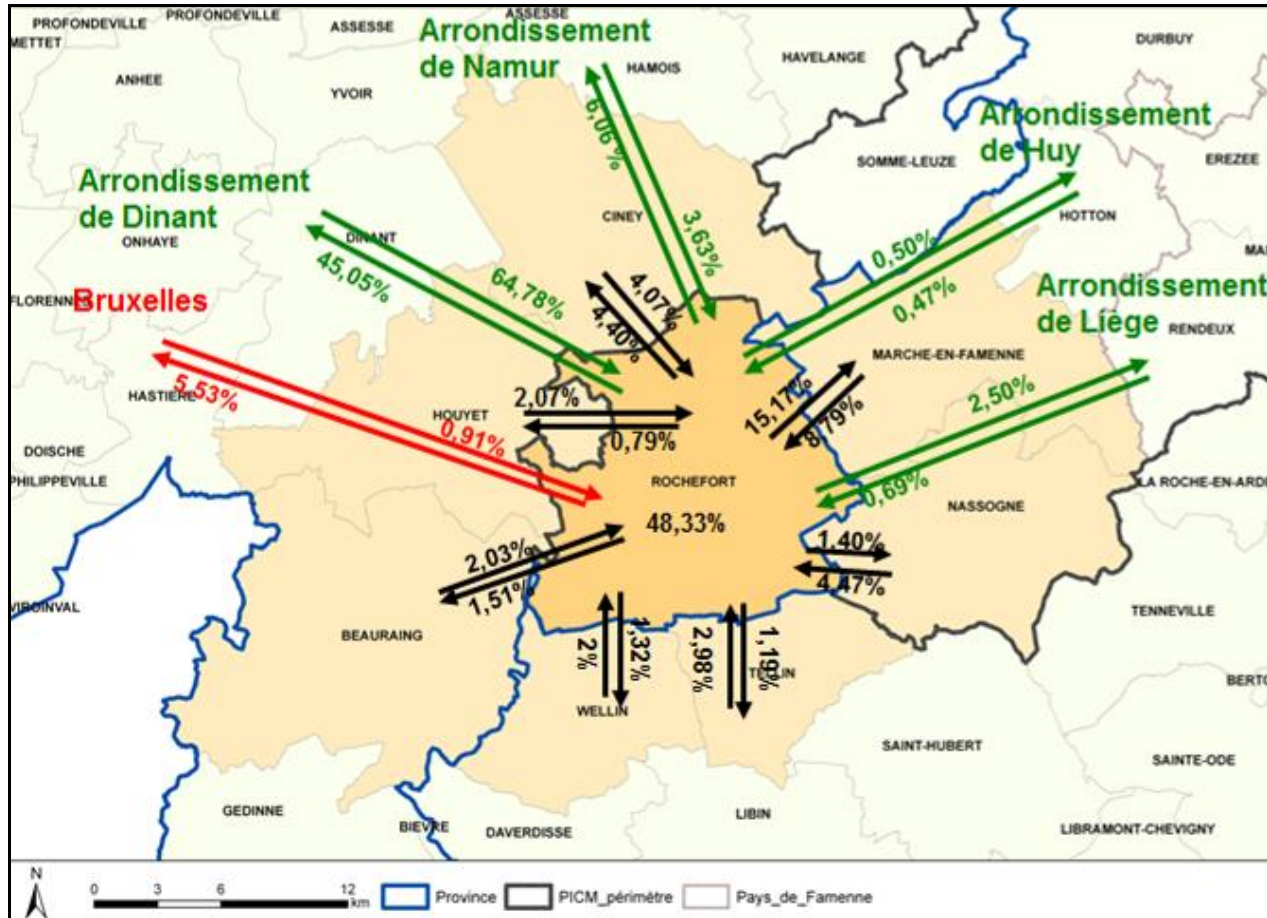 PROFONDEVILLE
PROFONDEVILLE
ASSESSE
ASSESSE
METTET
Arrondissement
de Namur
HAVELANGE
DURBUY
ANHEE
YVOIR
HAMOIS
6,06 %
3,63%
Arrondissement
de Huy
SOMME-LEUZE
EREZEE
Arrondissement
de Dinant
CINEY
HOTTON
ONHAYE
DINANT
45,05%
64,78%
0,50%
0,47%
4,07%
4,40%
FLORENNE
Bruxelles
Arrondissement
de Liège
RENDEUX
MARCHE-EN-FAMENNE
HASTIERE
5,53%
0,91%
HOUYET
2,07%
0,79%
15,17%
8,79%
2,50%
0,69%
DOISCHE
PHILIPPEVILLE
ROCHEFORT
48,33%
LA ROCHE-EN-ARDE
NASSOGNE
2,03%
1,51%
1,40%
4,47%
VIROINVAL
BEAURAING
TENNEVILLE
2%
1,32%
2,98%
1,19%
TELLIN
WELLIN
BERTO
SAINT-HUBERT
SAINTE-ODE
GEDINNE
BIEVRE
DAVERDISSE
LIBIN
LIBRAMONT-CHEVIGNY
N
0 3 6 12
km
Province PICM_périmètre Pays_de_Famenne